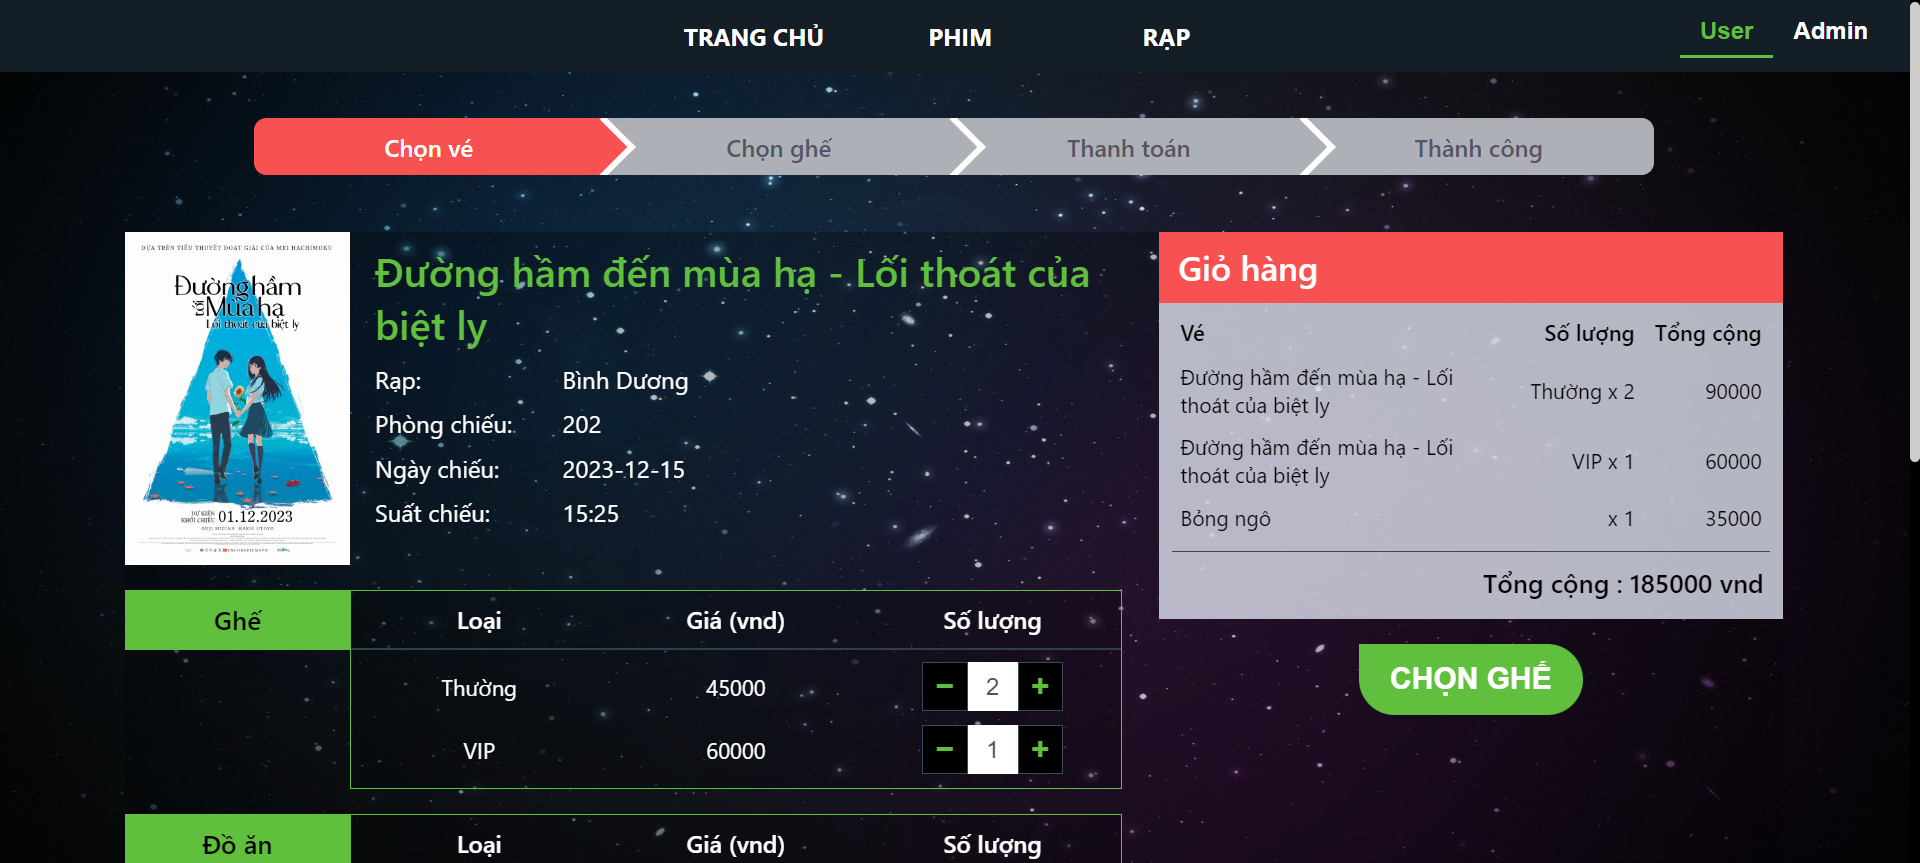 TRANG CHỦ PHIM RẠP User Admin
Chọn vé Chọn ghế Thanh toán Thành công
DỰA TRÊN TIỂU THUYẾT ĐOẠT GIẢI CỦA MEI HACHIMOKU
Đường hầm
tới Mùa hạ
Lối thoát của biệt ly
DỰ KIẾN
KHỞI CHIẾU 01.12.2023
Đường hầm đến mùa hạ - Lối thoát của
biệt ly
Rạp: Bình Dương
Phòng chiếu: 202
Ngày chiếu: 2023-12-15
Suất chiếu: 15:25
Giỏ hàng
Vé Số lượng Tổng cộng
Đường hầm đến mùa hạ - Lối
thoát của biệt ly
Thường x 2 90000
Đường hầm đến mùa hạ - Lối
thoát của biệt ly
VIP x 1 60000
Bỏng ngô x 1 35000
Tổng cộng : 185000 vnd
CHỌN GHẾ
Ghế Loại Giá (vnd) Số lượng
Thường 45000 − 2 +
VIP 60000 − 1 +
Đồ ăn Loại Giá (vnd) Số lượng